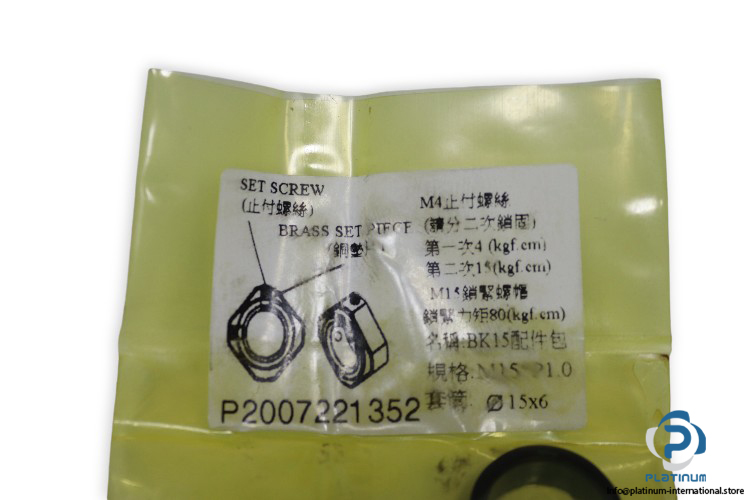 SET SCREW
(止付螺絲)
BRASS SET PIECE
(銅墊片)
M4止付螺絲
(請分二次鎖固)
第一次4(kgf.cm)
第二次15(kgf.cm)
M15鎖緊螺帽
鎖緊力矩80(kgf.cm)
名稱:BK15配件包
規格:M15*P1.0
套筒: Ø15x6
P2007221352
PLATINUM
info@platinum-international.store